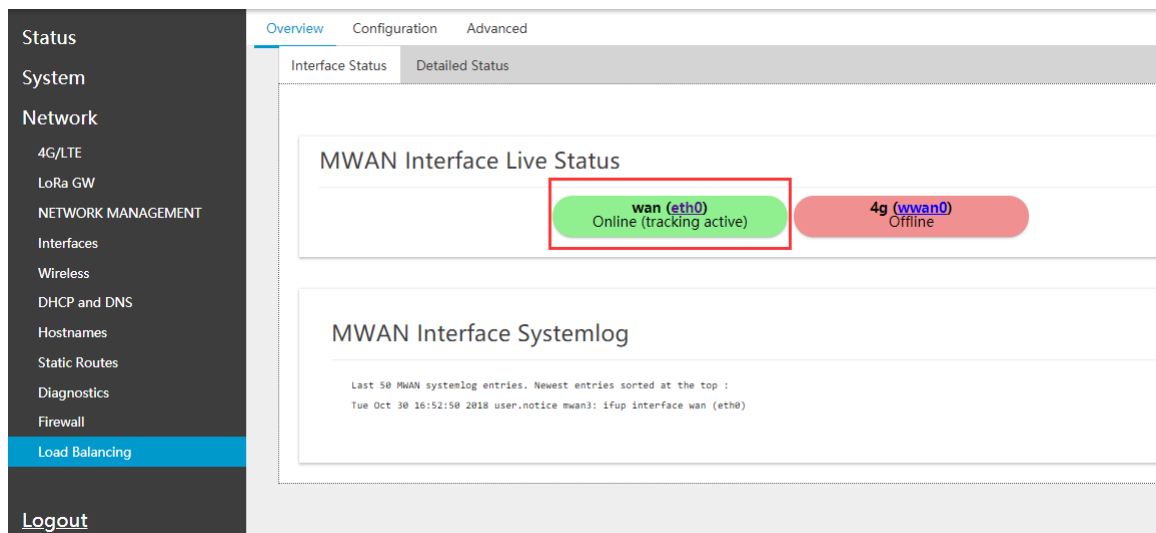 Status
System
Network
4G/LTE
LoRa GW
NETWORK MANAGEMENT
Interfaces
Wireless
DHCP and DNS
Hostnames
Static Routes
Diagnostics
Firewall
Load Balancing
Logout
Overview Configuration Advanced
Interface Status Detailed Status
MWAN Interface Live Status
wan (eth0) 4g (wwan0)
Online (tracking active) Offline
MWAN Interface Systemlog
Last 50 MWAN systemlog entries. Newest entries sorted at the top :
Tue Oct 30 16:52:50 2018 user.notice mwan3: ifup interface wan (eth0)